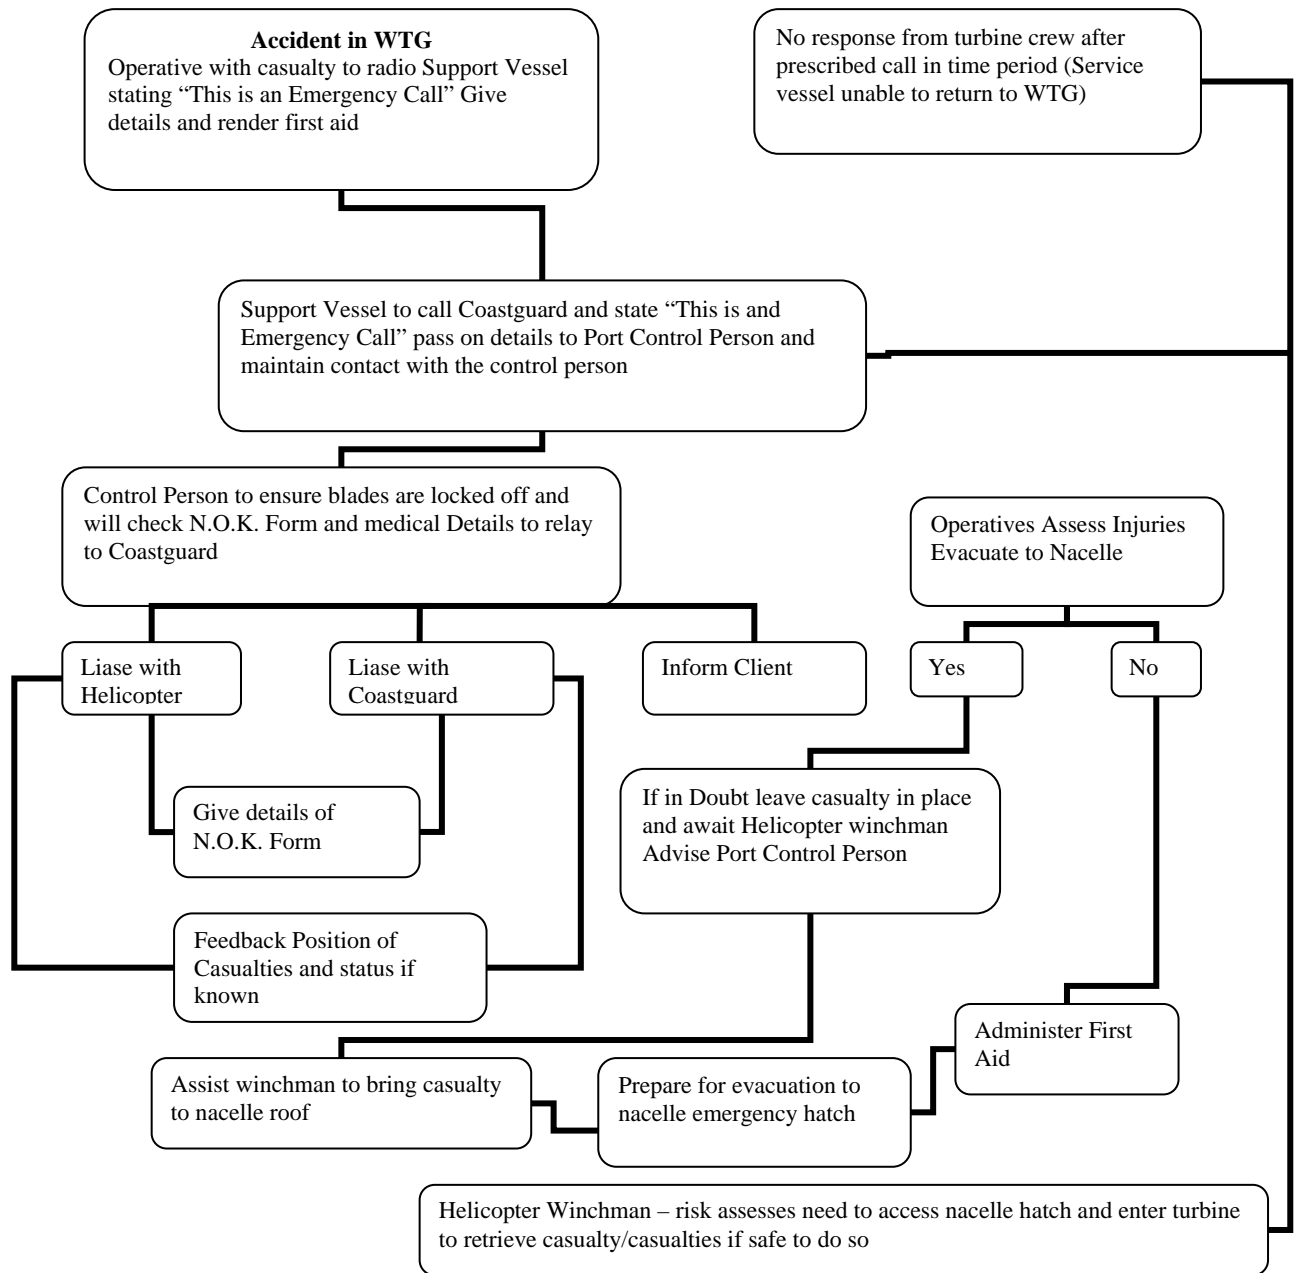 Accident in WTG
Operative with casualty to radio Support Vessel
stating “This is an Emergency Call” Give
details and render first aid
No response from turbine crew after
prescribed call in time period (Service
vessel unable to return to WTG)
Support Vessel to call Coastguard and state “This is and
Emergency Call” pass on details to Port Control Person and
maintain contact with the control person
Control Person to ensure blades are locked off and
will check N.O.K. Form and medical Details to relay
to Coastguard
Operatives Assess Injuries
Evacuate to Nacelle
Liase with
Helicopter
Liase with
Coastguard
Inform Client
Yes
No
Give details of
N.O.K. Form
If in Doubt leave casualty in place
and await Helicopter winchman
Advise Port Control Person
Feedback Position of
Casualties and status if
known
Administer First
Aid
Assist winchman to bring casualty
to nacelle roof
Prepare for evacuation to
nacelle emergency hatch
Helicopter Winchman – risk assesses need to access nacelle hatch and enter turbine
to retrieve casualty/casualties if safe to do so